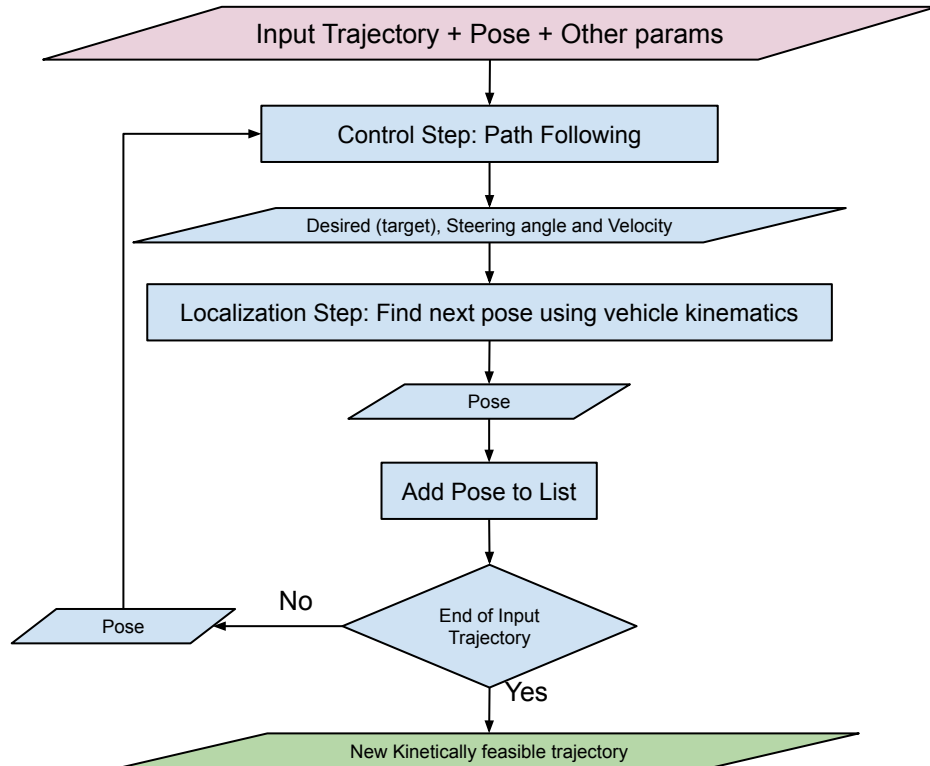 Input Trajectory + Pose + Other params
Control Step: Path Following
Desired (target), Steering angle and Velocity
Localization Step: Find next pose using vehicle kinematics
Pose
Add Pose to List
End of Input
Trajectory
No
Pose
Yes
New Kinetically feasible trajectory